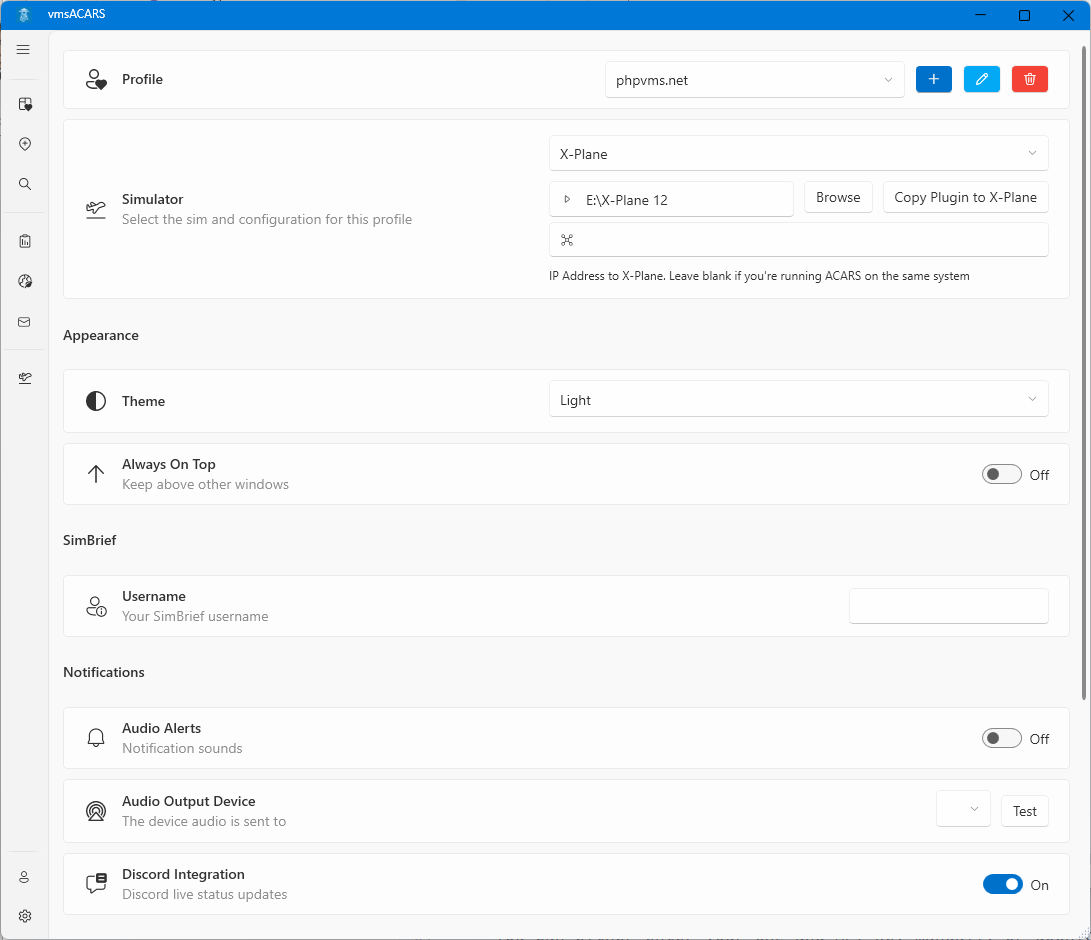 vmsACARS
Profile
phpvms.net
Simulator
Select the sim and configuration for this profile
X-Plane
E:\X-Plane 12
Browse
Copy Plugin to X-Plane
IP Address to X-Plane. Leave blank if you're running ACARS on the same system
Appearance
Theme
Light
Always On Top
Keep above other windows
Off
SimBrief
Username
Your SimBrief username
Notifications
Audio Alerts
Notification sounds
Off
Audio Output Device
The device audio is sent to
Test
Discord Integration
Discord live status updates
On